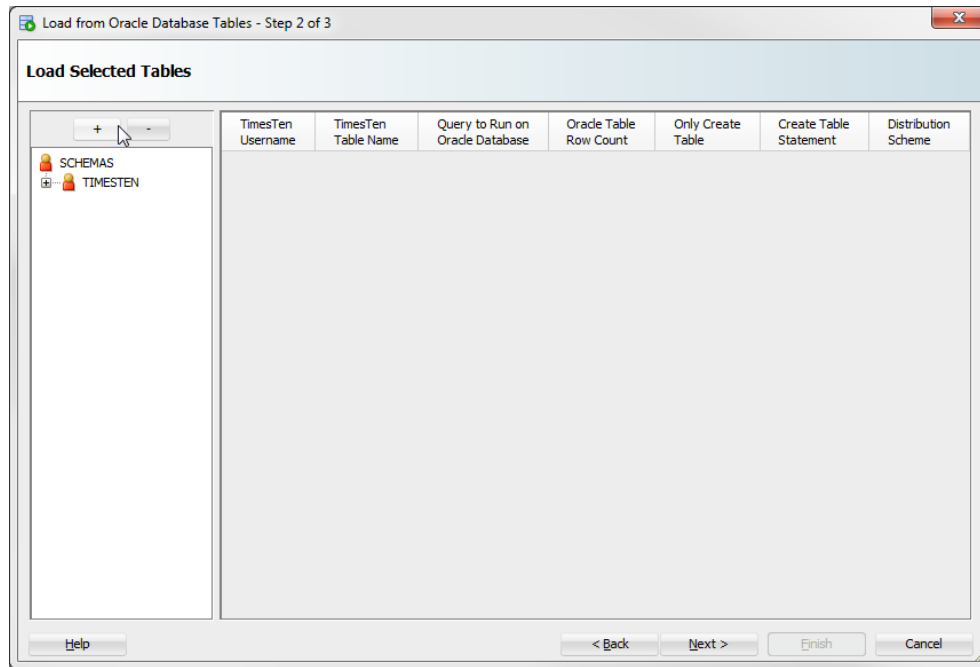 Load from Oracle Database Tables - Step 2 of 3
x
Load Selected Tables
+ -
SCHEMAS
TIMESTEN
TimesTen Username
TimesTen Table Name
Query to Run on Oracle Database
Oracle Table Row Count
Only Create Table
Create Table Statement
Distribution Scheme
Help
< Back
Next >
Finish
Cancel